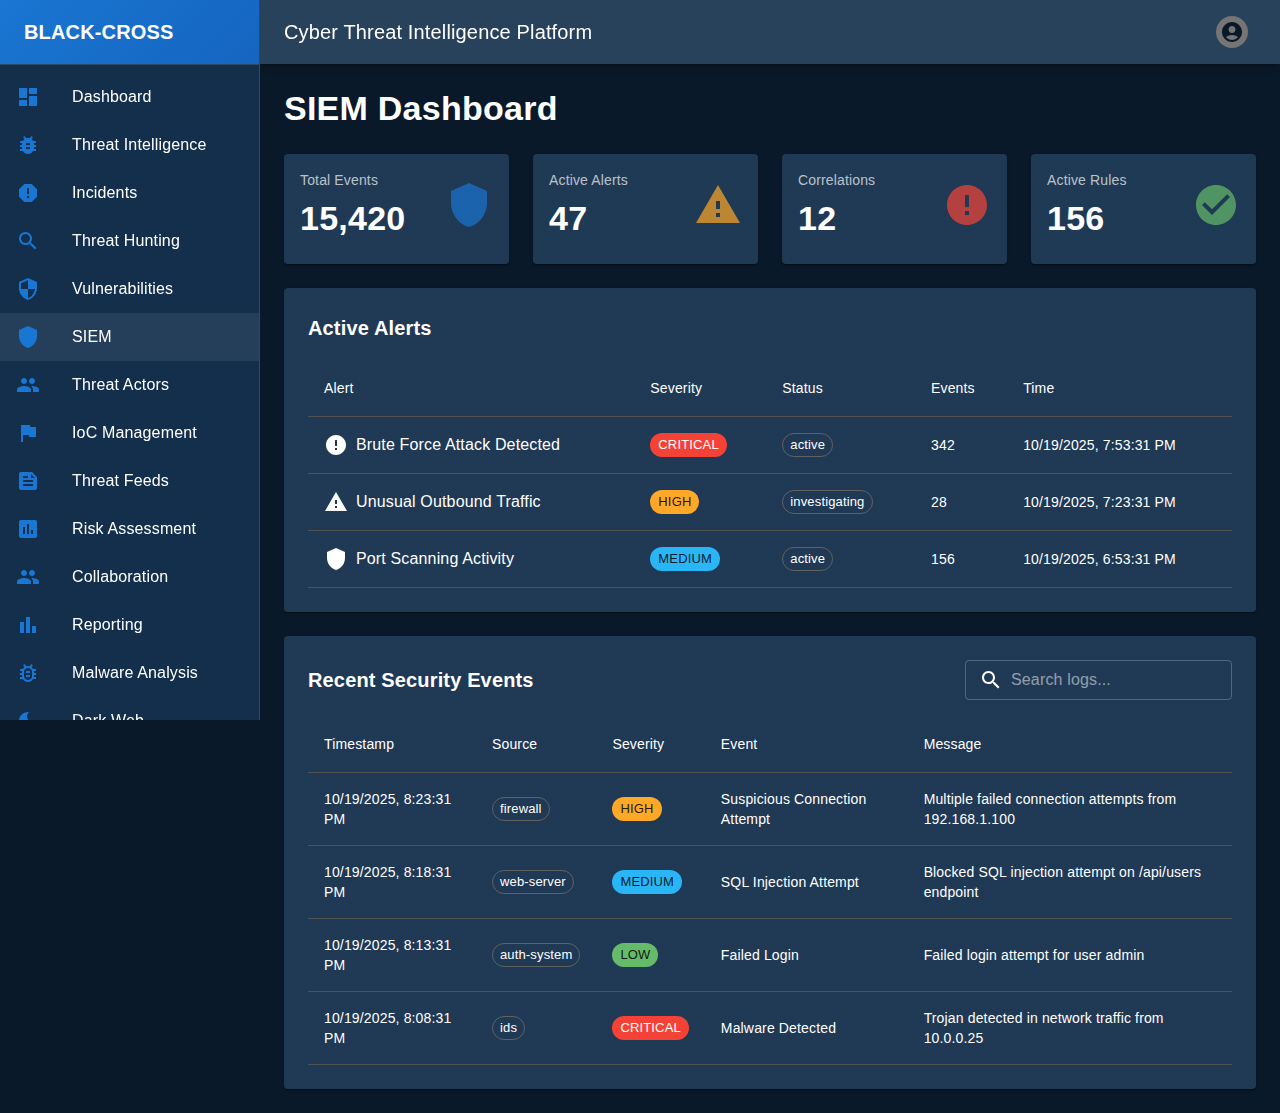 BLACK-CROSS
Cyber Threat Intelligence Platform
Dashboard
Threat Intelligence
Incidents
Threat Hunting
Vulnerabilities
SIEM
Threat Actors
IoC Management
Threat Feeds
Risk Assessment
Collaboration
Reporting
Malware Analysis
Dark Web
SIEM Dashboard
Total Events
15,420
Active Alerts
47
Correlations
12
Active Rules
156
Active Alerts
Alert Severity Status Events Time
Brute Force Attack Detected CRITICAL active 342 10/19/2025, 7:53:31 PM
Unusual Outbound Traffic HIGH investigating 28 10/19/2025, 7:23:31 PM
Port Scanning Activity MEDIUM active 156 10/19/2025, 6:53:31 PM
Recent Security Events
Search logs...
Timestamp Source Severity Event Message
10/19/2025, 8:23:31
PM
firewall
HIGH
Suspicious Connection
Attempt
Multiple failed connection attempts from
192.168.1.100
10/19/2025, 8:18:31
PM
web-server
MEDIUM
SQL Injection Attempt
Blocked SQL injection attempt on /api/users
endpoint
10/19/2025, 8:13:31
PM
auth-system
LOW
Failed Login
Failed login attempt for user admin
10/19/2025, 8:08:31
PM
ids
CRITICAL
Malware Detected
Trojan detected in network traffic from
10.0.0.25